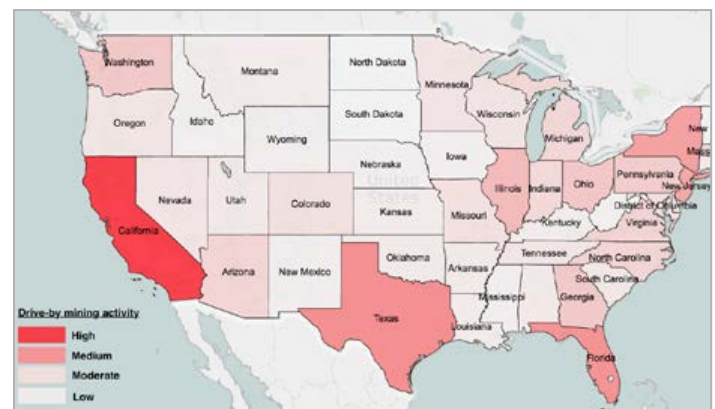 Washington
Montana
North Dakota
Minnesota
Oregon
Idaho
Wyoming
South Dakota
Wisconsin
Michigan
New
Mass
Nebraska
Iowa
Pennsylvania
New Jersey
Nevada
Utah
Colorado
United
States
Kansas
Missouri
Illinois
Indiana
Ohio
District of Columbia
Virginia
Kentucky
California
Arizona
New Mexico
Oklahoma
Arkansas
Tennessee
North Carolina
South Carolina
Mississippi
Georgia
Texas
Louisiana
Florida
Drive-by mining activity
High
Medium
Moderate
Low